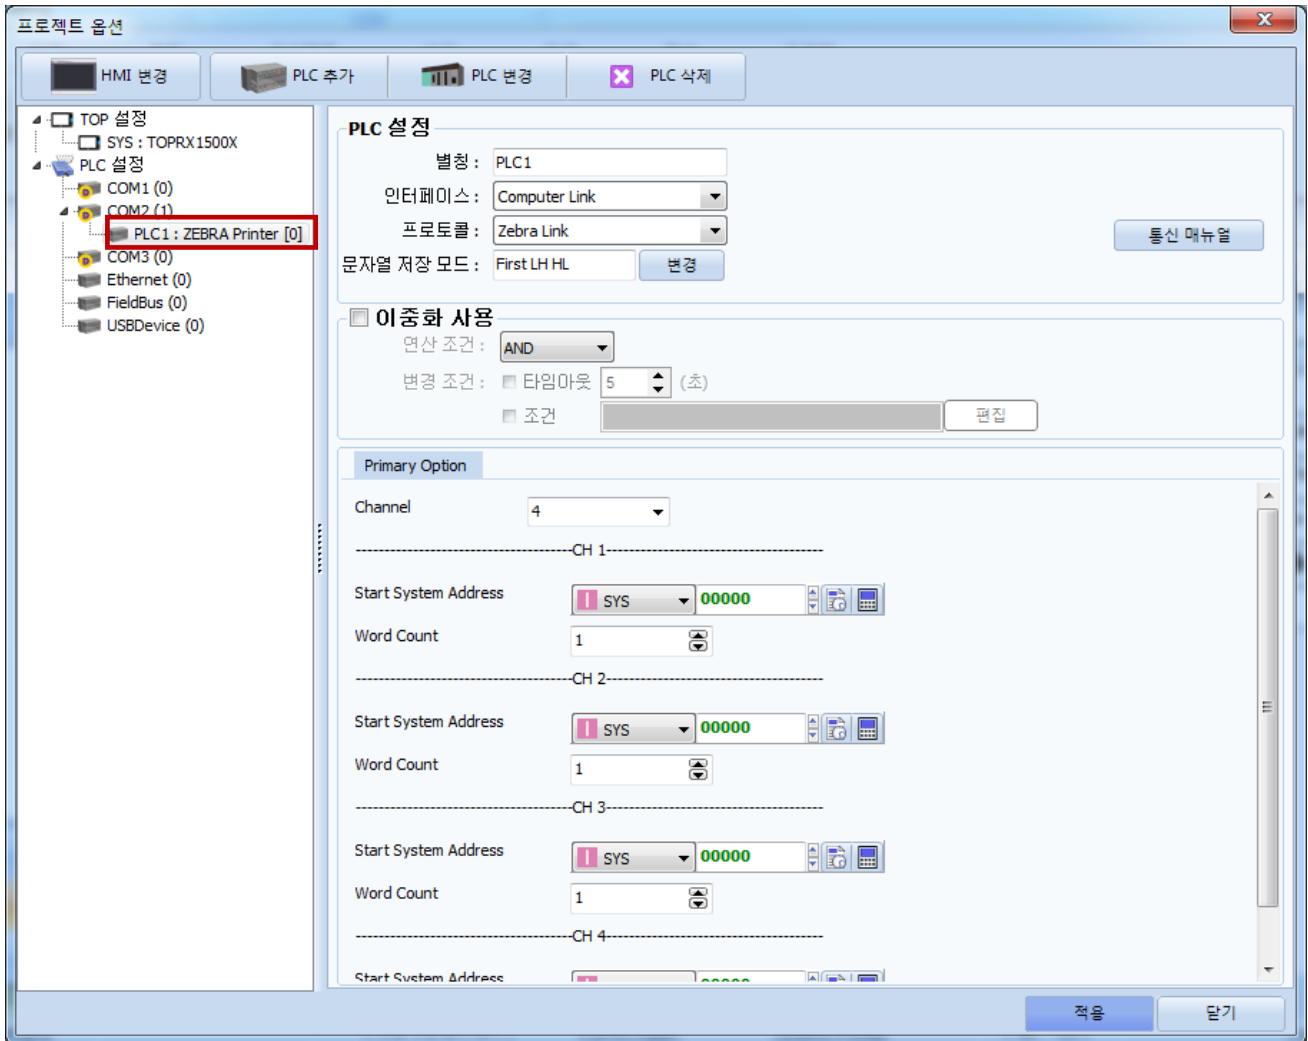 프로젝트 옵션
HMI 변경
PLC 추가
PLC 변경
PLC 삭제
TOP 설정
SYS : TOPRX1500X
PLC 설정
COM1 (0)
COM2 (1)
PLC1 : ZEBRA Printer [0]
COM3 (0)
Ethernet (0)
FieldBus (0)
USBDevice (0)
PLC 설정
별칭 : PLC1
인터페이스 : Computer Link
프로토콜 : Zebra Link
통신 매뉴얼
문자열 저장 모드 : First LH HL 변경
이중화 사용
연산 조건 : AND
변경 조건 : 타임아웃 5 (초)
조건 편집
Primary Option
Channel 4
--------------------------------------CH 1--------------------------------------
Start System Address SYS 00000
Word Count 1
--------------------------------------CH 2--------------------------------------
Start System Address SYS 00000
Word Count 1
--------------------------------------CH 3--------------------------------------
Start System Address SYS 00000
Word Count 1
--------------------------------------CH 4--------------------------------------
Start System Address 00000
적용
닫기